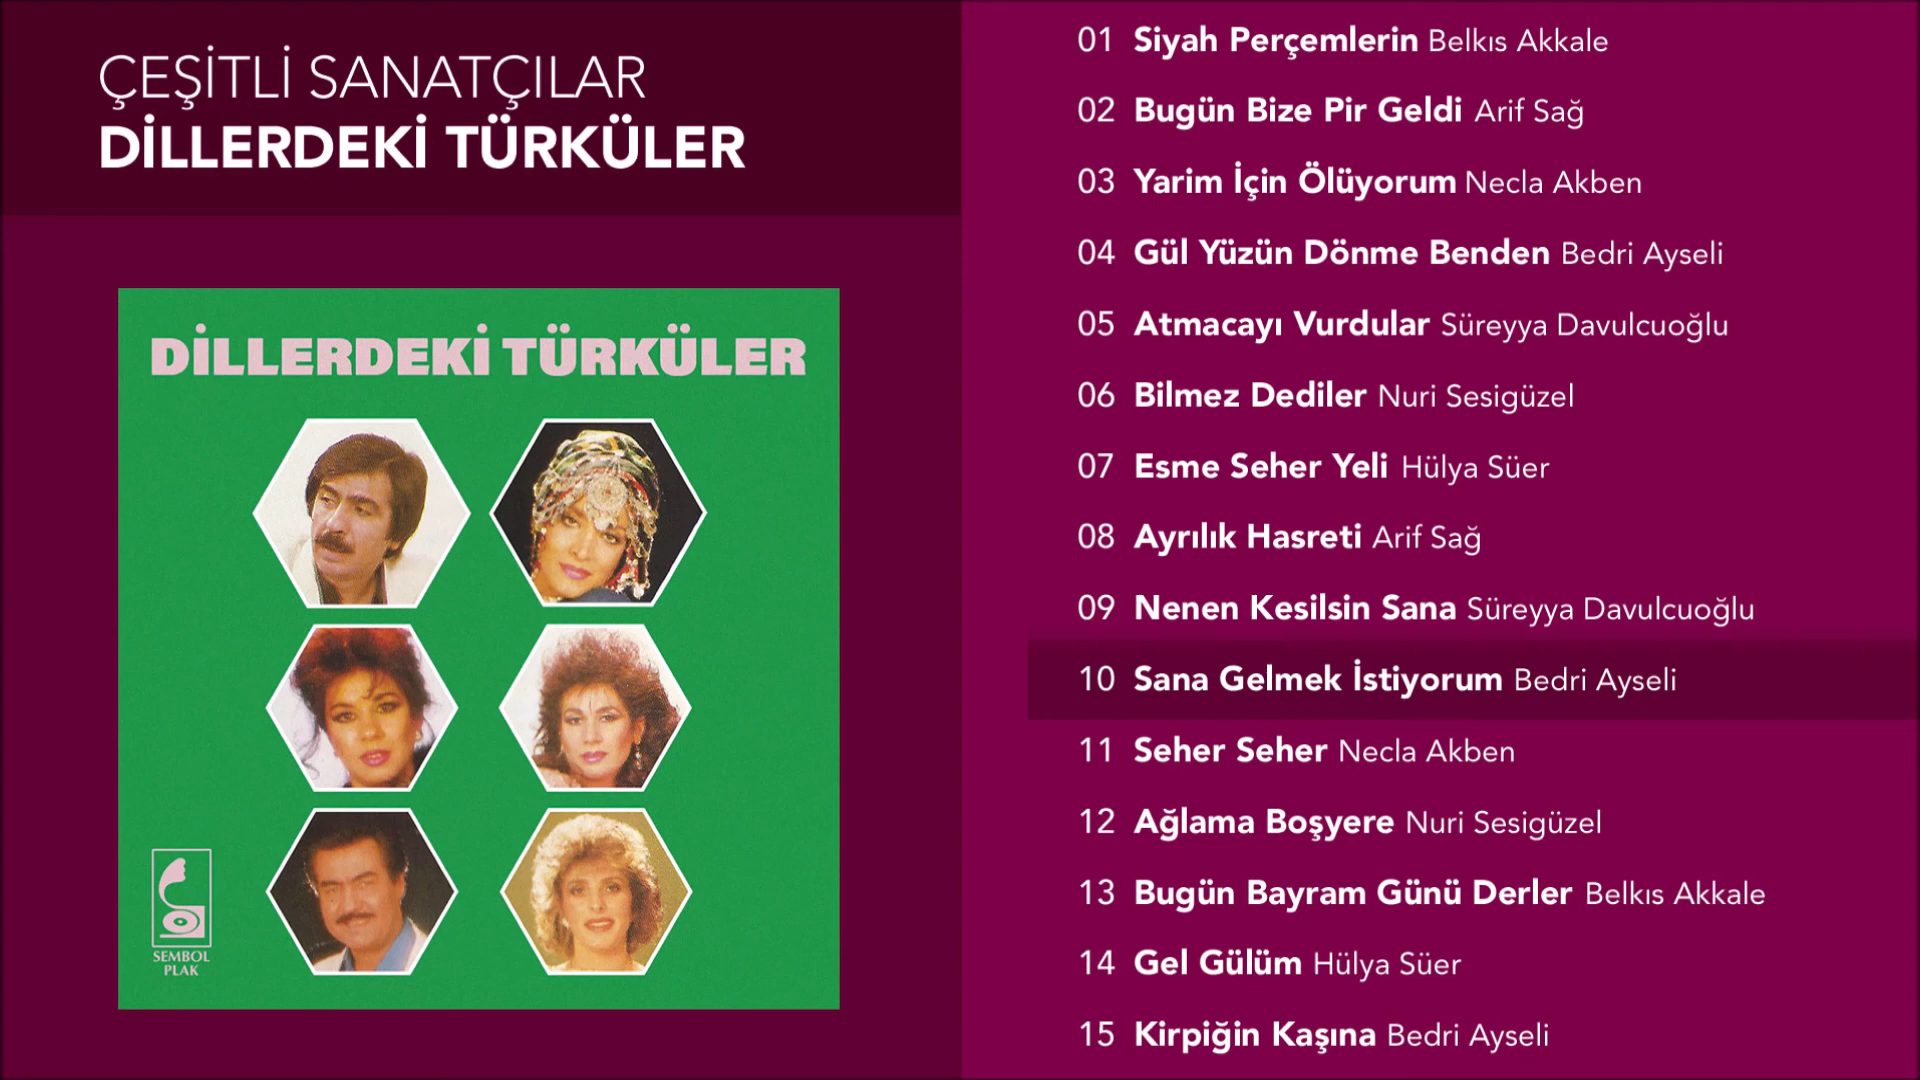 ÇEŞİTLİ SANATÇILAR
DİLLERDEKİ TÜRKÜLER
DİLLERDEKİ TÜRKÜLER
SEMBOL
PLAK
01 Siyah Perçemlerin Belkıs Akkale
02 Bugün Bize Pir Geldi Arif Sağ
03 Yarim İçin Ölüyorum Necla Akben
04 Gül Yüzün Dönme Benden Bedri Ayseli
05 Atmacayı Vurdular Süreyya Davulcuoğlu
06 Bilmez Dediler Nuri Sesigüzel
07 Esme Seher Yeli Hülya Süer
08 Ayrılık Hasreti Arif Sağ
09 Nenen Kesilsin Sana Süreyya Davulcuoğlu
10 Sana Gelmek İstiyorum Bedri Ayseli
11 Seher Seher Necla Akben
12 Ağlama Boşyere Nuri Sesigüzel
13 Bugün Bayram Günü Derler Belkıs Akkale
14 Gel Gülüm Hülya Süer
15 Kirpiğin Kaşına Bedri Ayseli